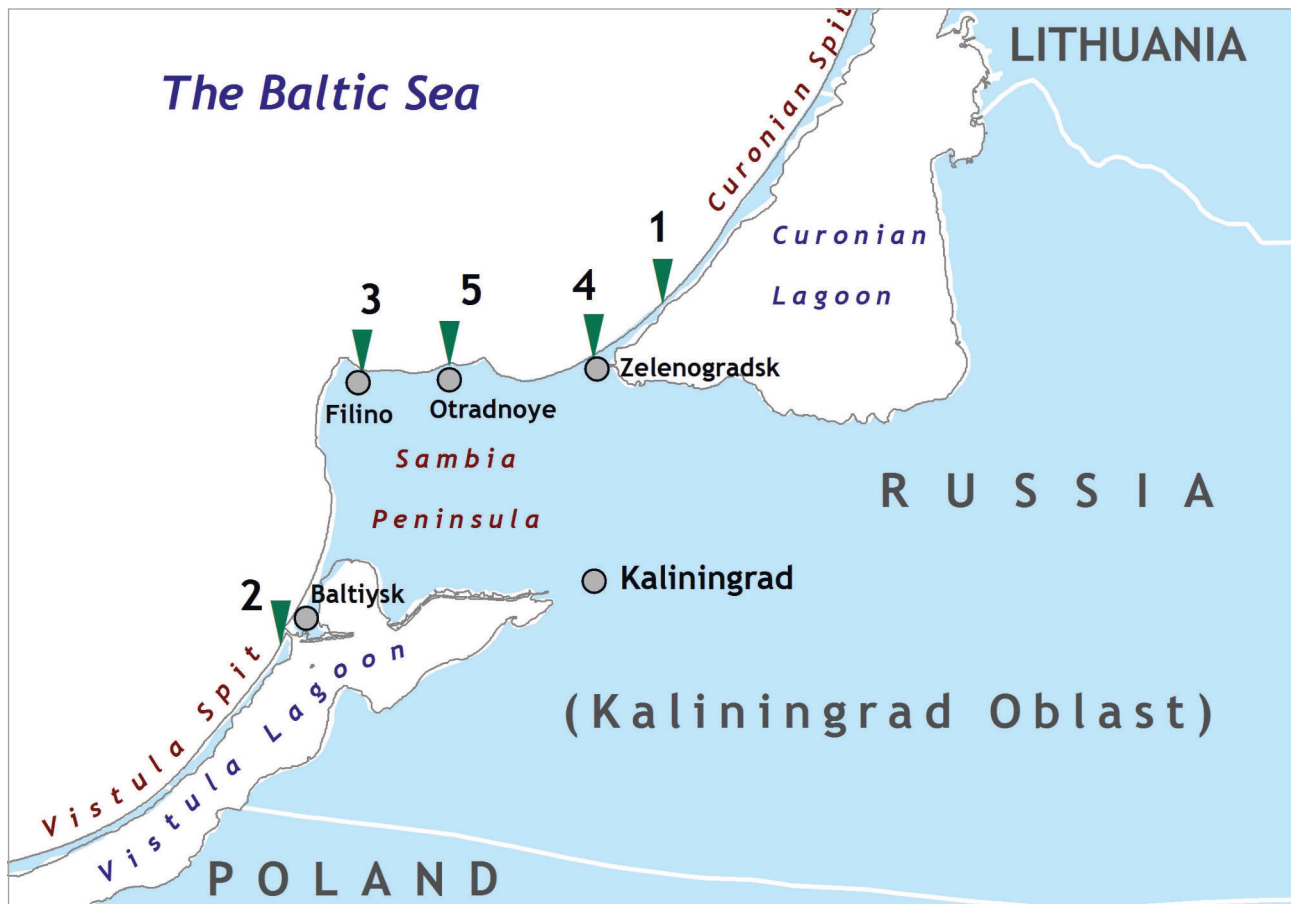 LITHUANIA
The Baltic Sea
Curonian Spit
Curonian
Lagoon
1
3
5
4
Zelenogradsk
Filino
Otradnoye
Sambia
Peninsula
RUSSIA
Kaliningrad
2
Baltiysk
Vistula Spit
Vistula Lagoon
(Kaliningrad Oblast)
POLAND